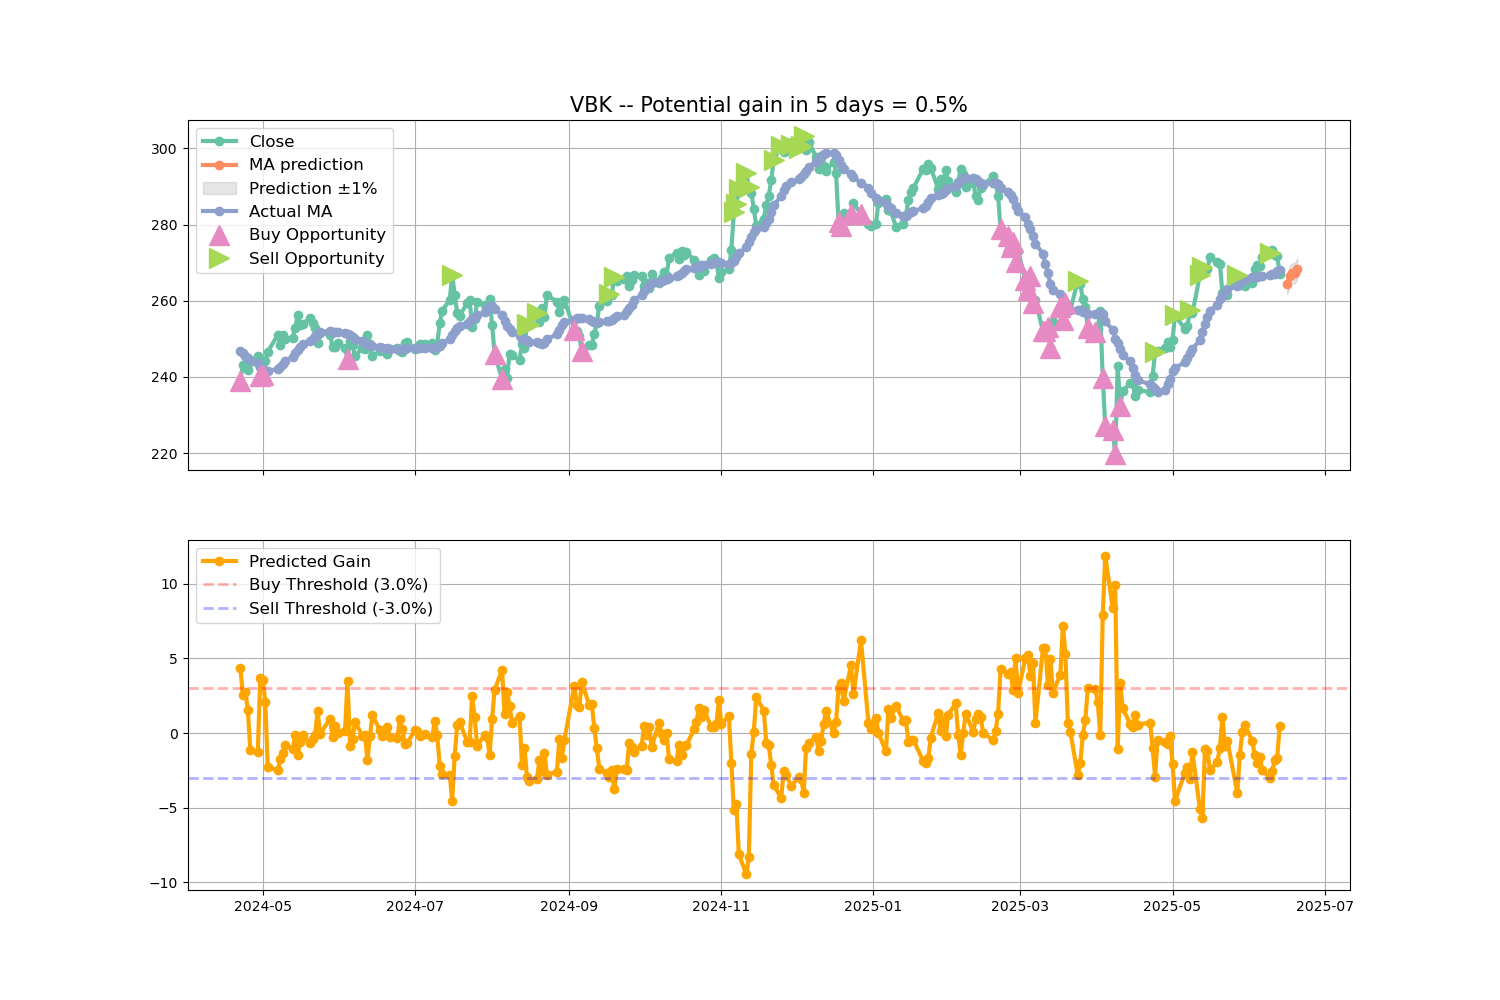 VBK -- Potential gain in 5 days = 0.5%
Close
MA prediction
Prediction ±1%
Actual MA
Buy Opportunity
Sell Opportunity
300
280
260
240
220
Predicted Gain
Buy Threshold (3.0%)
Sell Threshold (-3.0%)
10
5
0
−5
−10
2024-05 2024-07 2024-09 2024-11 2025-01 2025-03 2025-05 2025-07